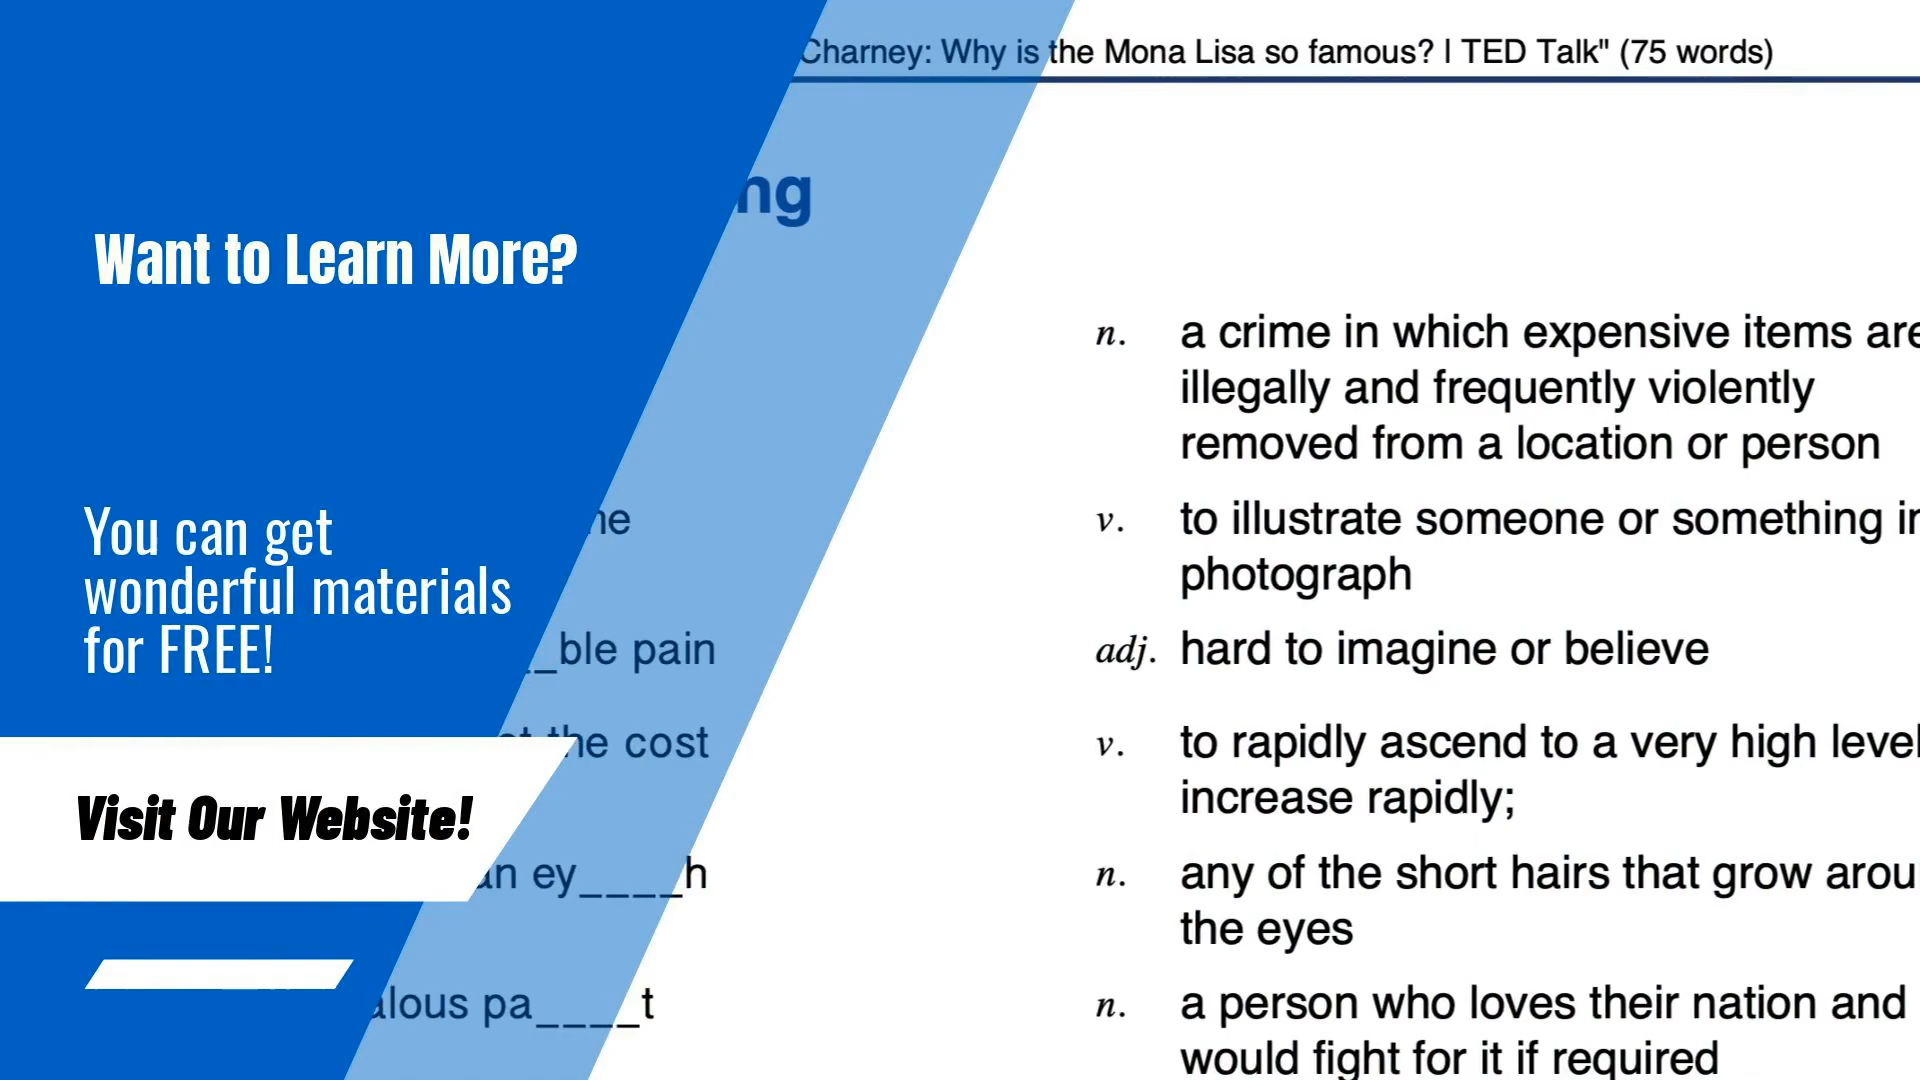 Charney: Why is the Mona Lisa so famous? | TED Talk" (75 words)
ng
Want to Learn More?
n. a crime in which expensive items are
illegally and frequently violently
removed from a location or person
You can get
wonderful materials
for FREE!
v. to illustrate someone or something in
photograph
_ble pain
adj. hard to imagine or believe
the cost
v. to rapidly ascend to a very high level
increase rapidly;
Visit Our Website!
an ey____h
n. any of the short hairs that grow arou
the eyes
alous pa____t
n. a person who loves their nation and
would fight for it if required